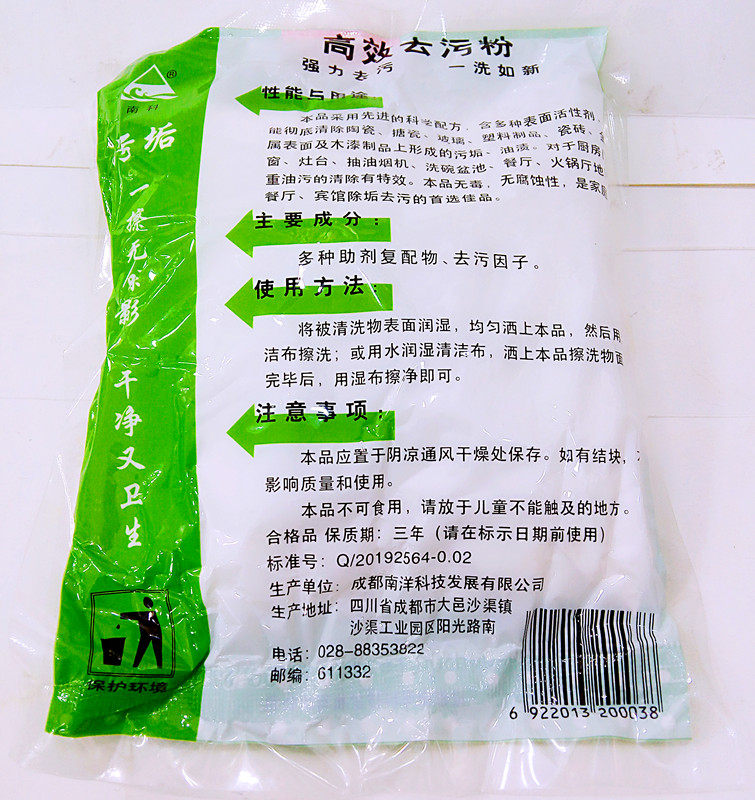 高效去污粉
强力去污 一洗如新
®
南科
污垢
一擦无余影
干净又卫生
性能与用途:
本品采用先进的科学配方,含多种表面活性剂,
能彻底清除陶瓷、搪瓷、玻璃、塑料制品、瓷砖、
属表面及木漆制品上形成的污垢、油渍。对于厨房
窗、灶台、抽油烟机、洗碗盆池、餐厅、火锅厅地
重油污的清除有特效。本品无毒,无腐蚀性,是家
餐厅、宾馆除垢去污的首选佳品。
主要成分:
多种助剂复配物、去污因子。
使用方法:
将被清洗物表面润湿,均匀洒上本品,然后用
洁布擦洗;或用水润湿清洁布,洒上本品擦洗物面
完毕后,用湿布擦净即可。
注意事项:
本品应置于阴凉通风干燥处保存。如有结块,
影响质量和使用。
本品不可食用,请放于儿童不能触及的地方。
合格品 保质期:三年(请在标示日期前使用)
标准号:Q/20192564-0.02
生产单位:成都南洋科技发展有限公司
生产地址:四川省成都市大邑沙渠镇
沙渠工业园区阳光路南
电话:028-88353822
邮编:611332
保护环境
6 922013 200038